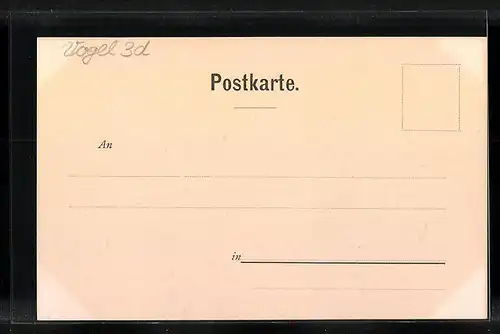 Vogel 3d
Postkarte.
An
in